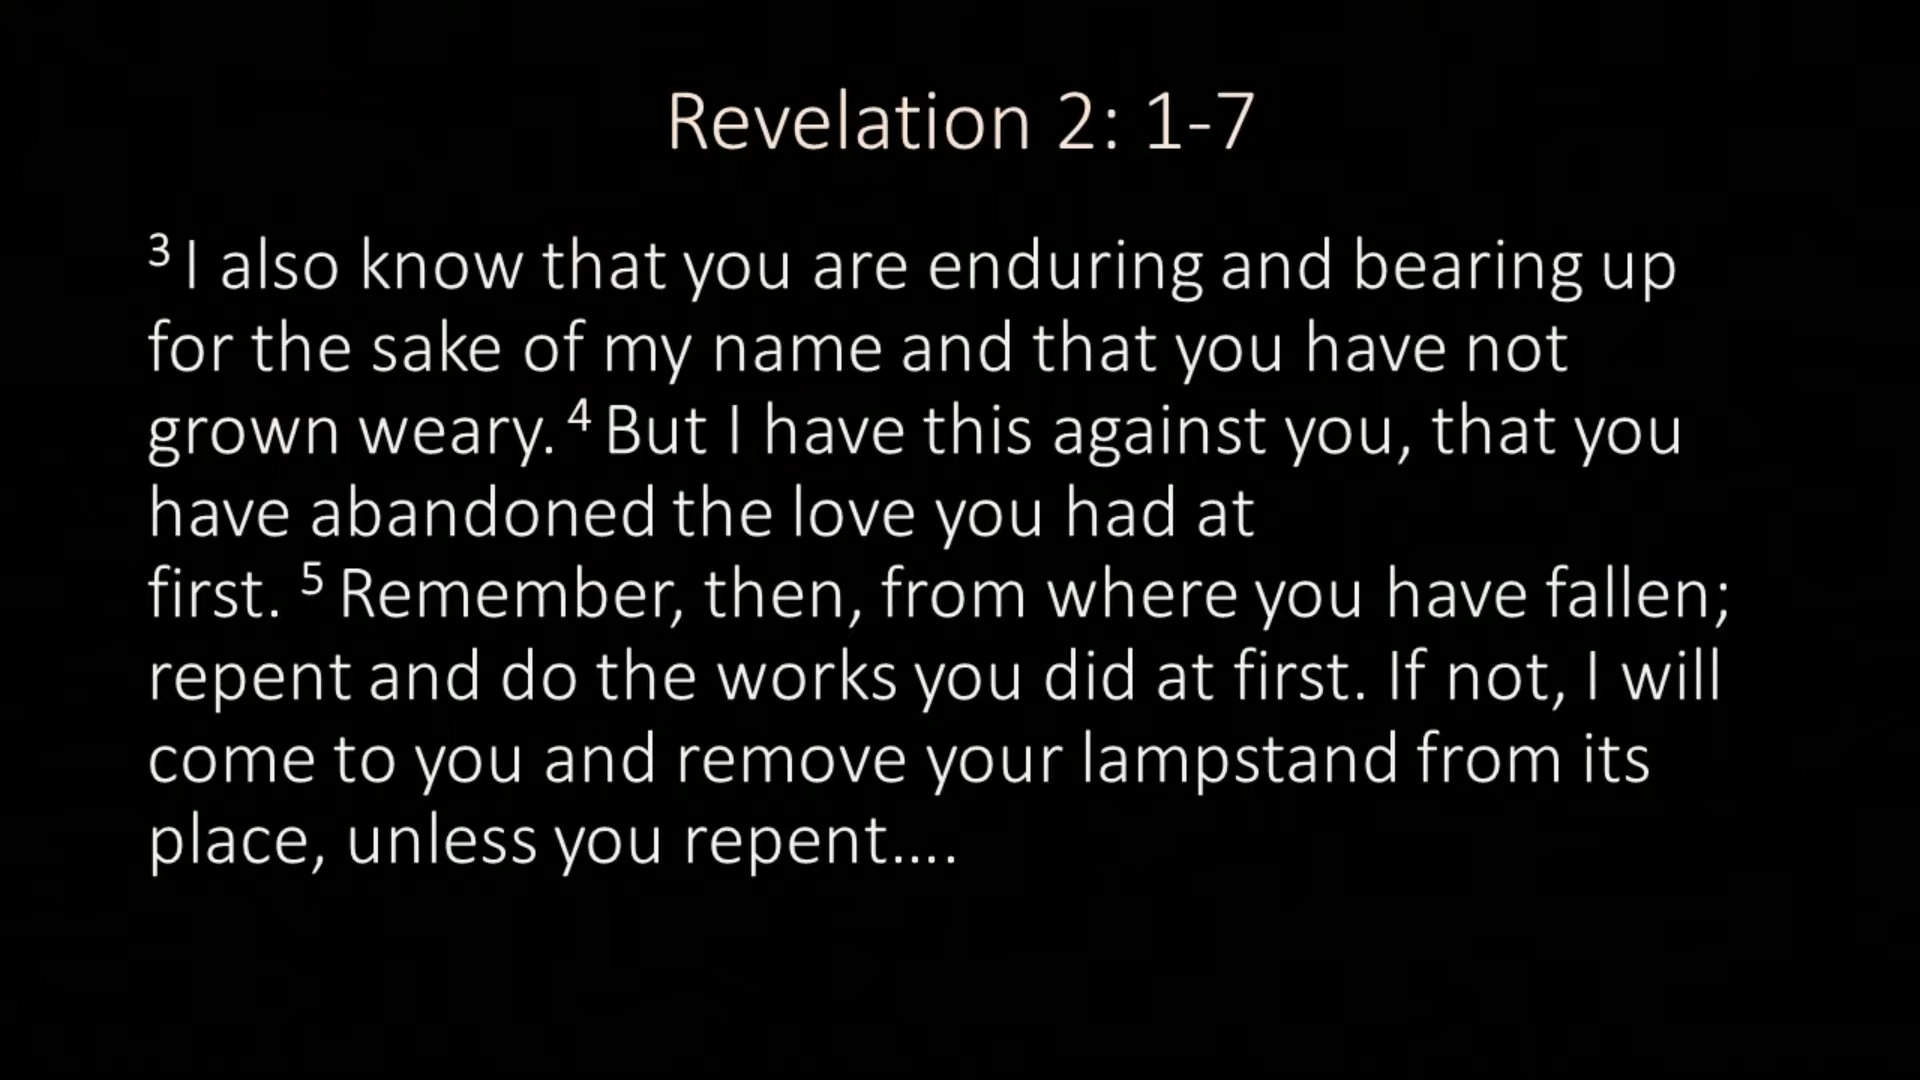 Revelation 2: 1-7
³ I also know that you are enduring and bearing up
for the sake of my name and that you have not
grown weary. ⁴ But I have this against you, that you
have abandoned the love you had at
first. ⁵ Remember, then, from where you have fallen;
repent and do the works you did at first. If not, I will
come to you and remove your lampstand from its
place, unless you repent....